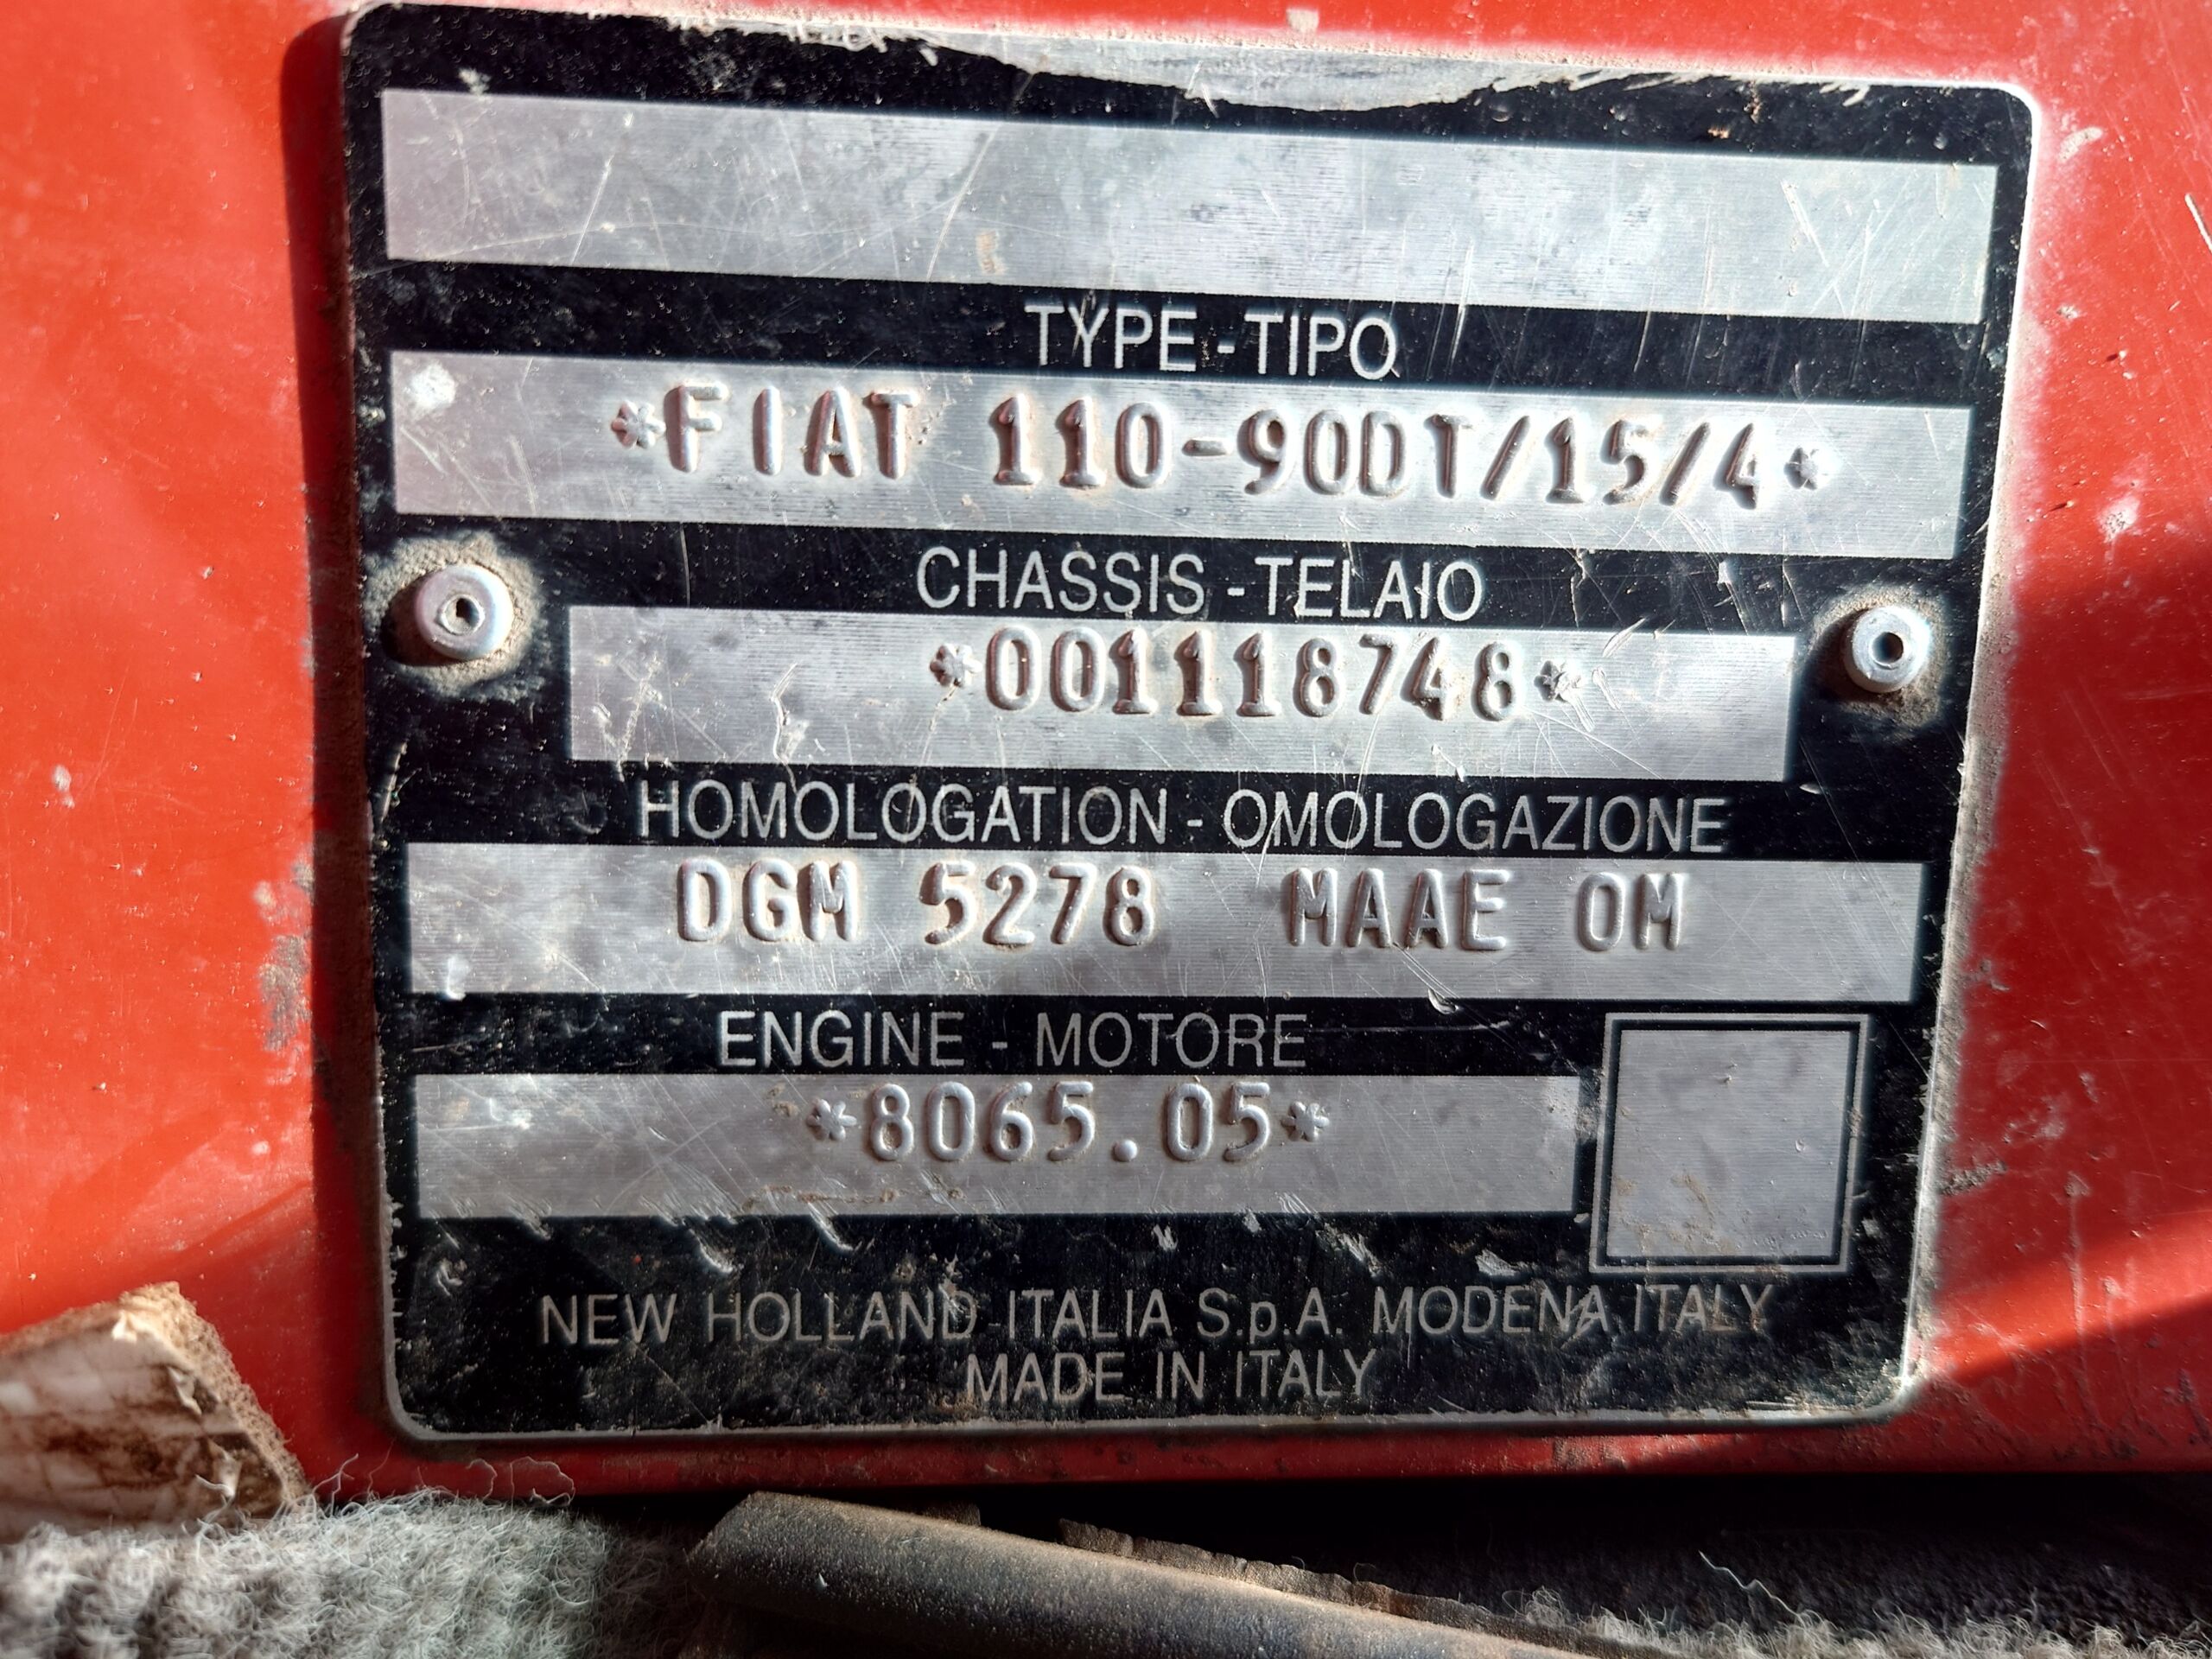 TYPE - TIPO
*FIAT 110-90DT/15/4*
CHASSIS - TELAIO
*001118748*
HOMOLOGATION - OMOLOGAZIONE
DGM 5278 MAAE OM
ENGINE - MOTORE
*8065.05*
NEW HOLLAND ITALIA S.p.A. MODENA ITALY
MADE IN ITALY